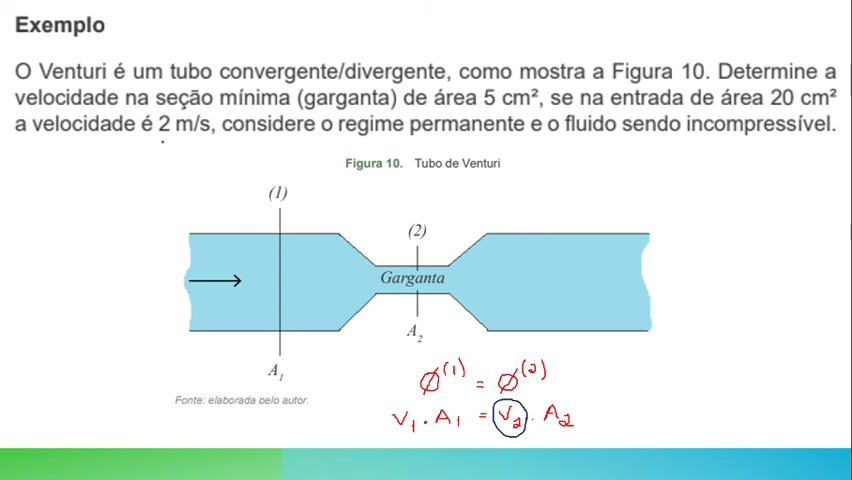 Exemplo
O Venturi é um tubo convergente/divergente, como mostra a Figura 10. Determine a
velocidade na seção mínima (garganta) de área 5 cm², se na entrada de área 20 cm²
a velocidade é 2 m/s, considere o regime permanente e o fluido sendo incompressível.
Figura 10. Tubo de Venturi
(1)
(2)
Garganta
A₂
A₁
Fonte: elaborada pelo autor.
Φ⁽¹⁾ = Φ⁽²⁾
V₁ . A₁ = V₂ . A₂